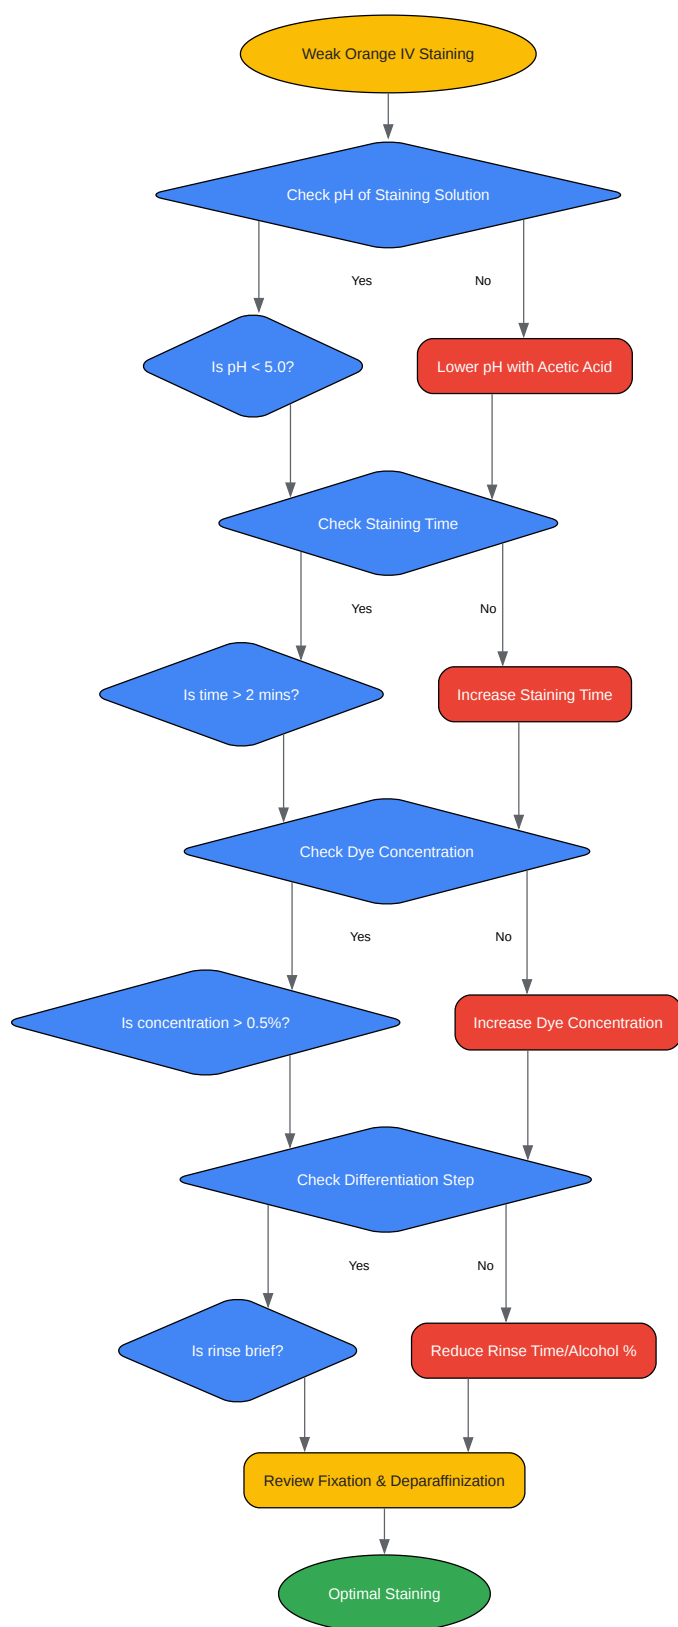 Weak Orange IV Staining
Check pH of Staining Solution
Yes
No
Is pH < 5.0?
Lower pH with Acetic Acid
Check Staining Time
Yes
No
Is time > 2 mins?
Increase Staining Time
Check Dye Concentration
Yes
No
Is concentration > 0.5%?
Increase Dye Concentration
Check Differentiation Step
Yes
No
Is rinse brief?
Reduce Rinse Time/Alcohol %
Review Fixation & Deparaffinization
Optimal Staining